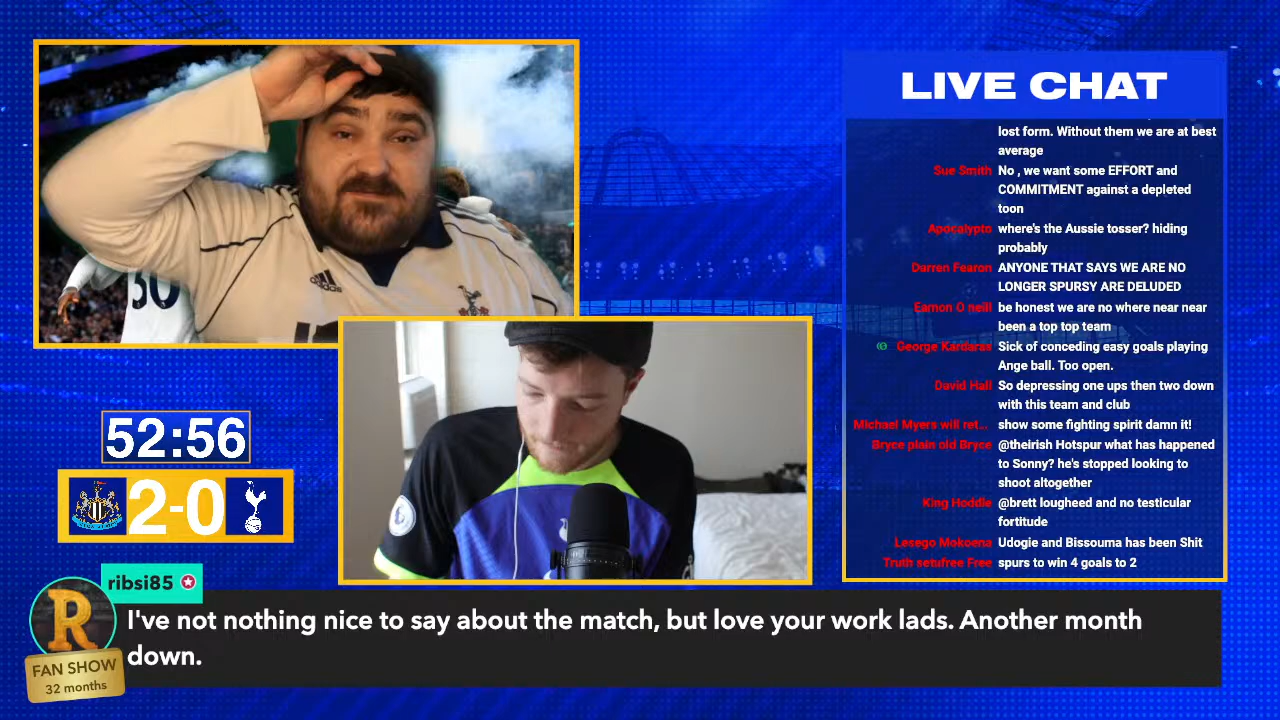 LIVE CHAT
lost form. Without them we are at best
average
Sue Smith No , we want some EFFORT and
COMMITMENT against a depleted
toon
Apocalypto where's the Aussie tosser? hiding
probably
Darren Fearon ANYONE THAT SAYS WE ARE NO
LONGER SPURSY ARE DELUDED
Eamon O neill be honest we are no where near near
been a top top team
George Kardaras Sick of conceding easy goals playing
Ange ball. Too open.
David Hall So depressing one ups then two down
with this team and club
Michael Myers will ret... show some fighting spirit damn it!
Bryce plain old Bryce @theirish Hotspur what has happened
to Sonny? he's stopped looking to
shoot altogether
King Hoddle @brett lougheed and no testicular
fortitude
Lesego Mokoena Udogie and Bissouma has been Shit
Truth setufree Free spurs to win 4 goals to 2
adidas
30
52:56
2-0
ribsi85
R
I've not nothing nice to say about the match, but love your work lads. Another month
down.
FAN SHOW
32 months